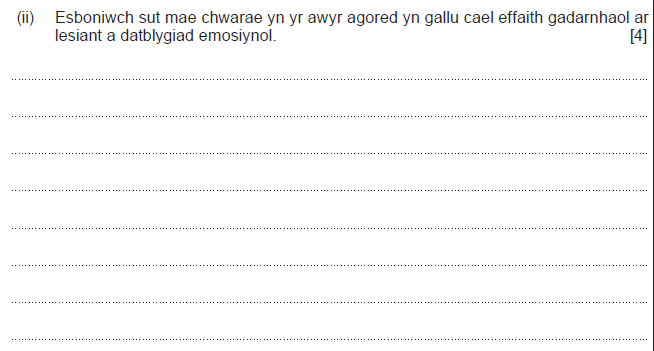 (ii) Esboniwch sut mae chwarae yn yr awyr agored yn gallu cael effaith gadarnhaol ar
lesiant a datblygiad emosiynol. [4]